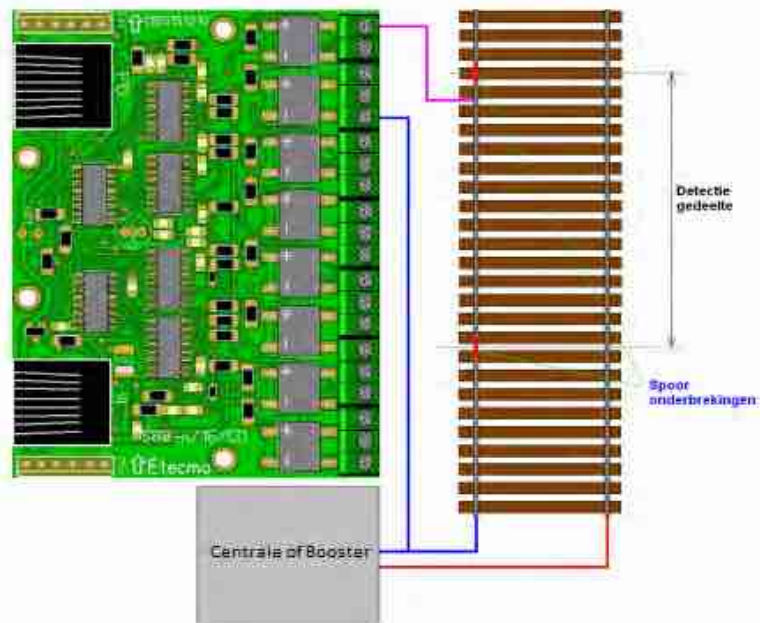 Detectie
gedeelte
Spoor
onderbrekingen
Etecmo
Centrale of Booster